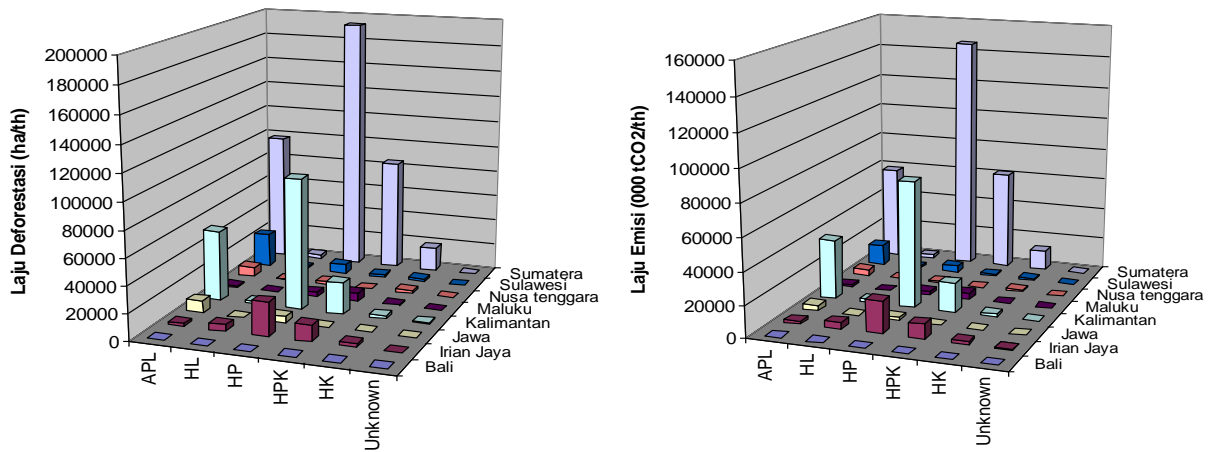 Laju Deforestasi (ha/th)
200000
180000
160000
140000
120000
100000
80000
60000
40000
20000
0
APL
HL
HP
HPK
HK
Unknown
Sumatera
Sulawesi
Nusa tenggara
Maluku
Kalimantan
Jawa
Irian Jaya
Bali
Laju Emisi (000 tCO2/th)
160000
140000
120000
100000
80000
60000
40000
20000
0
APL
HL
HP
HPK
HK
Unknown
Sumatera
Sulawesi
Nusa tenggara
Maluku
Kalimantan
Jawa
Irian Jaya
Bali